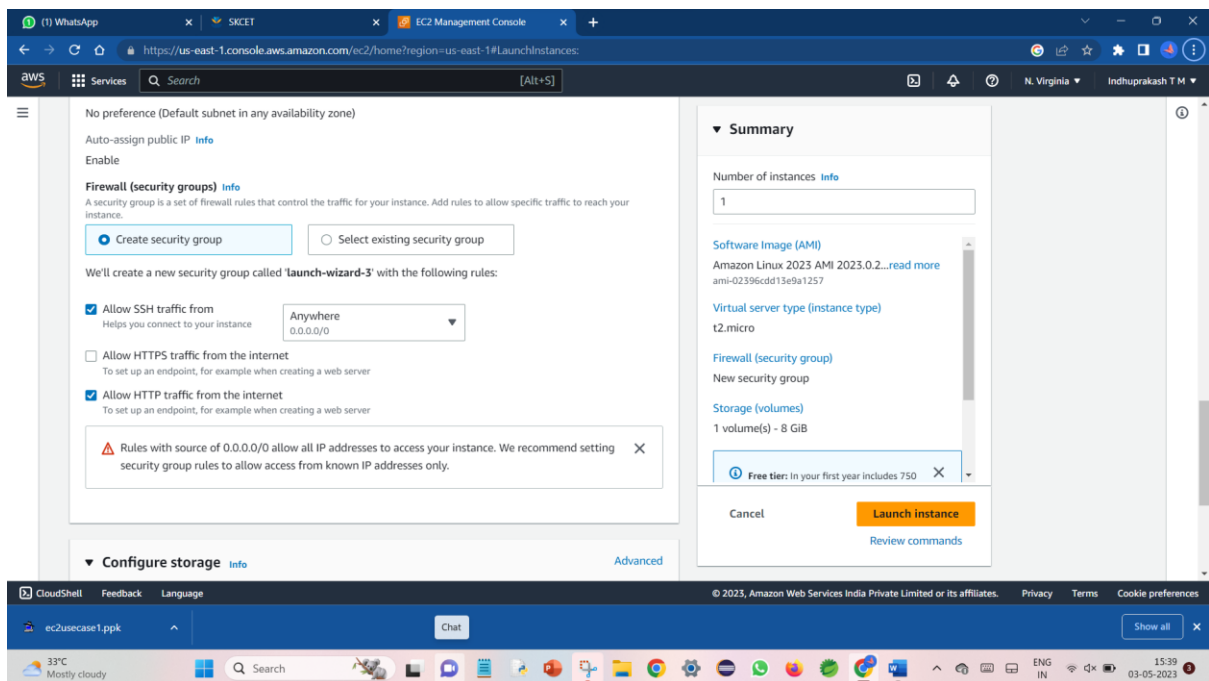 (1) WhatsApp
SKCET
EC2 Management Console
https://us-east-1.console.aws.amazon.com/ec2/home?region=us-east-1#LaunchInstances:
aws
Services
Search
[Alt+S]
N. Virginia
Indhuprakash T M
No preference (Default subnet in any availability zone)
Auto-assign public IP Info
Enable
Firewall (security groups) Info
A security group is a set of firewall rules that control the traffic for your instance. Add rules to allow specific traffic to reach your
instance.
Create security group
Select existing security group
We'll create a new security group called 'launch-wizard-3' with the following rules:
Allow SSH traffic from
Helps you connect to your instance
Anywhere
0.0.0.0/0
Allow HTTPS traffic from the internet
To set up an endpoint, for example when creating a web server
Allow HTTP traffic from the internet
To set up an endpoint, for example when creating a web server
Rules with source of 0.0.0.0/0 allow all IP addresses to access your instance. We recommend setting
security group rules to allow access from known IP addresses only.
Configure storage Info
Advanced
Summary
Number of instances Info
1
Software Image (AMI)
Amazon Linux 2023 AMI 2023.0.2...read more
ami-02396cdd13e9a1257
Virtual server type (instance type)
t2.micro
Firewall (security group)
New security group
Storage (volumes)
1 volume(s) - 8 GiB
Free tier: In your first year includes 750
Cancel
Launch instance
Review commands
CloudShell
Feedback
Language
© 2023, Amazon Web Services India Private Limited or its affiliates.
Privacy
Terms
Cookie preferences
ec2usecase1.ppk
Chat
Show all
33°C
Mostly cloudy
Search
ENG
IN
15:39
03-05-2023
3